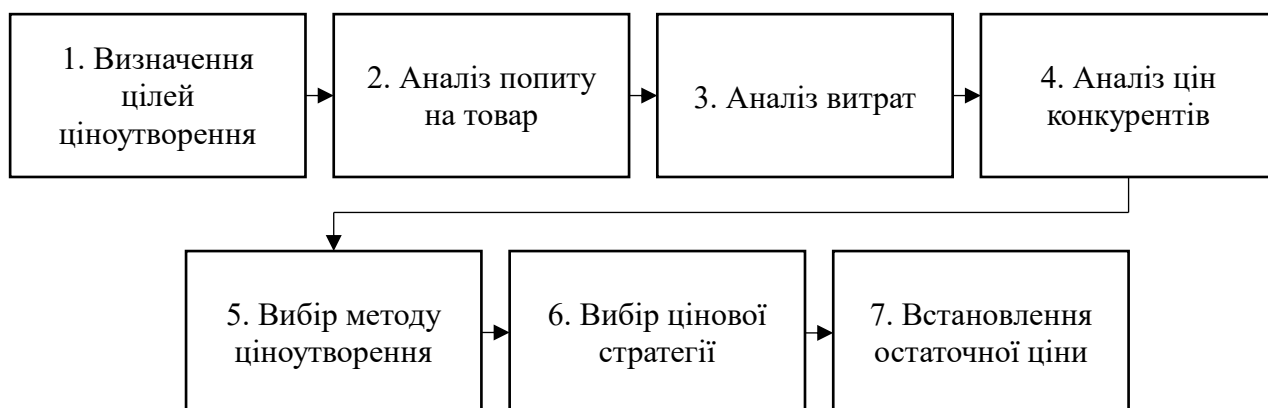 1. Визначення
цілей
ціноутворення
2. Аналіз попиту
на товар
3. Аналіз витрат
4. Аналіз цін
конкурентів
5. Вибір методу
ціноутворення
6. Вибір цінової
стратегії
7. Встановлення
остаточної ціни